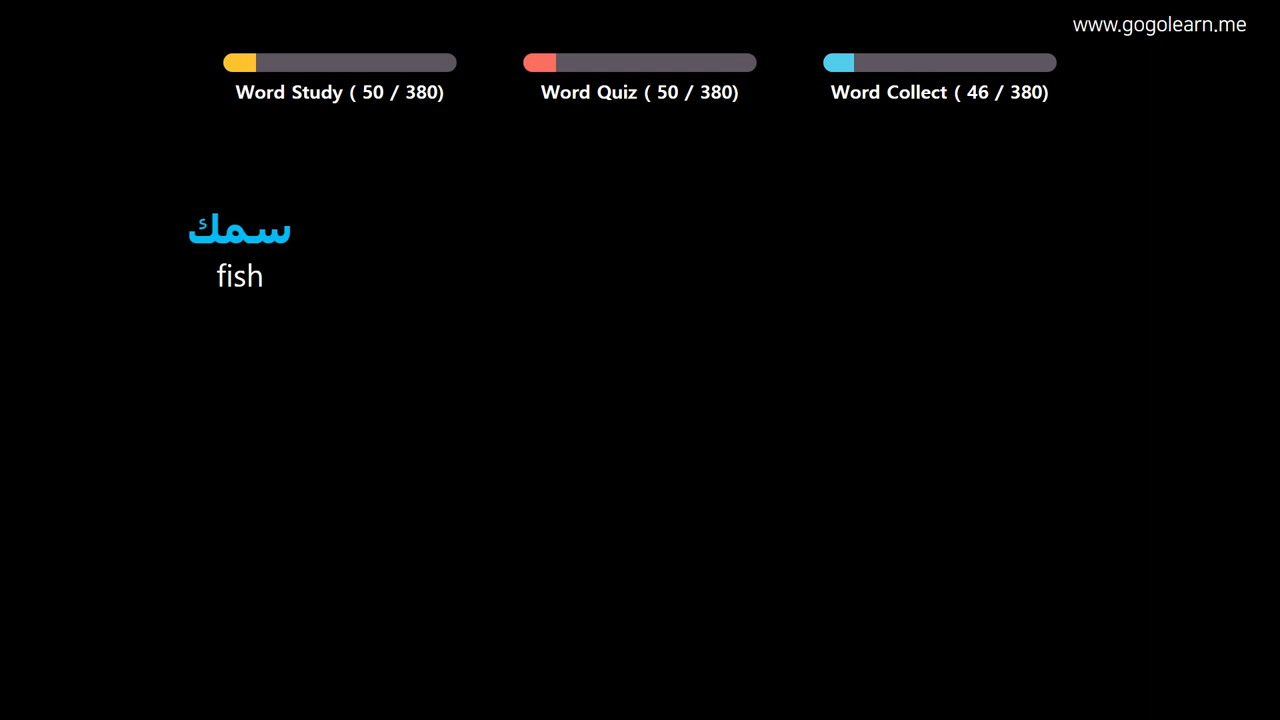 www.gogolearn.me
Word Study ( 50 / 380)
Word Quiz ( 50 / 380)
Word Collect ( 46 / 380)
سمك
fish